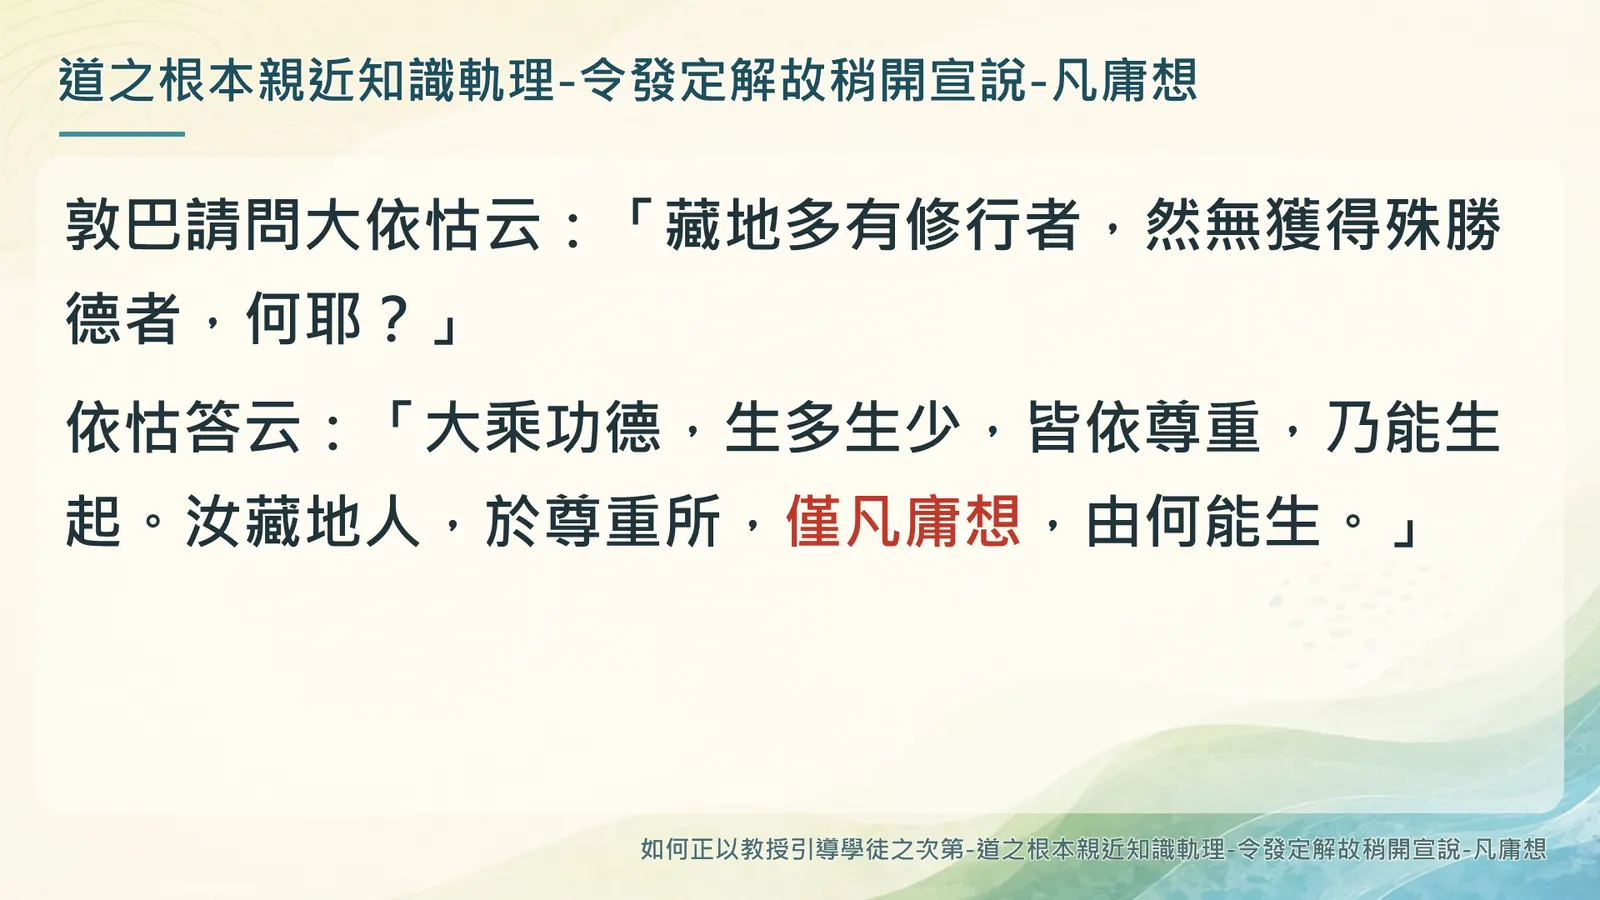 道之根本親近知識軌理-令發定解故稍開宣說-凡庸想
敦巴請問大依怙云：「藏地多有修行者，然無獲得殊勝
德者，何耶？」
依怙答云：「大乘功德，生多生少，皆依尊重，乃能生
起。汝藏地人，於尊重所，僅凡庸想，由何能生。」
如何正以教授引導學徒之次第-道之根本親近知識軌理-令發定解故稍開宣說-凡庸想